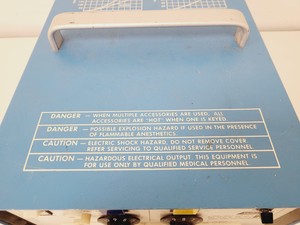 DANGER — WHEN MULTIPLE ACCESSORIES ARE USED, ALL
ACCESSORIES ARE "HOT" WHEN ONE IS KEYED.
DANGER — POSSIBLE EXPLOSION HAZARD IF USED IN THE PRESENCE
OF FLAMMABLE ANESTHETICS.
CAUTION — ELECTRIC SHOCK HAZARD, DO NOT REMOVE COVER
REFER SERVICING TO QUALIFIED SERVICE PERSONNEL.
CAUTION — HAZARDOUS ELECTRICAL OUTPUT. THIS EQUIPMENT IS
FOR USE ONLY BY QUALIFIED MEDICAL PERSONNEL.